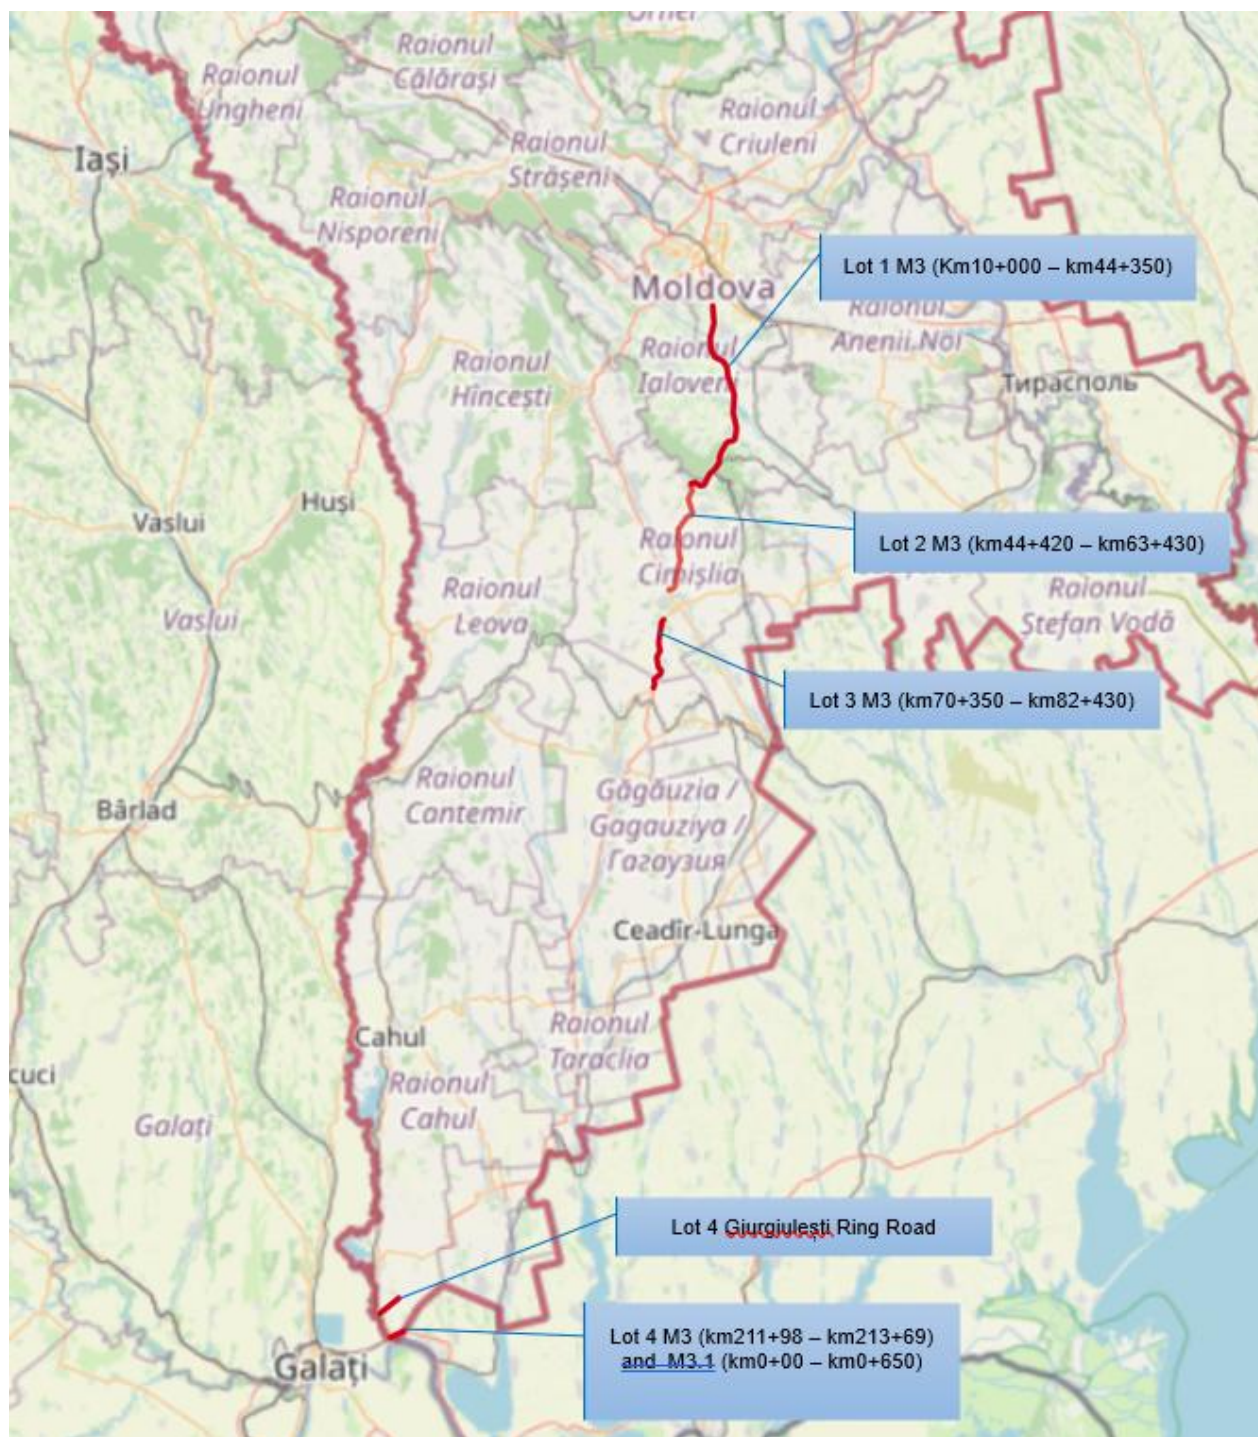 Orhei
Raionul
Călărași
Raionul
Ungheni
Raionul
Criuleni
Iași
Raionul
Strășeni
Raionul
Nisporeni
Lot 1 M3 (Km10+000 – km44+350)
Moldova
Raionul
Anenii Noi
Raionul
Ialoveni
Raionul
Hîncești
Тирасполь
Huși
Vaslui
Lot 2 M3 (km44+420 – km63+430)
Raionul
Cimișlia
Raionul
Leova
Raionul
Ștefan Vodă
Vaslui
Lot 3 M3 (km70+350 – km82+430)
Raionul
Cantemir
Găgăuzia /
Gagauziya /
Гагаузия
Bârlad
Ceadîr-Lunga
Cahul
Raionul
Taraclia
cuci
Raionul
Cahul
Galați
Lot 4 Giurgiulești Ring Road
Lot 4 M3 (km211+98 – km213+69)
and M3.1 (km0+00 – km0+650)
Galați